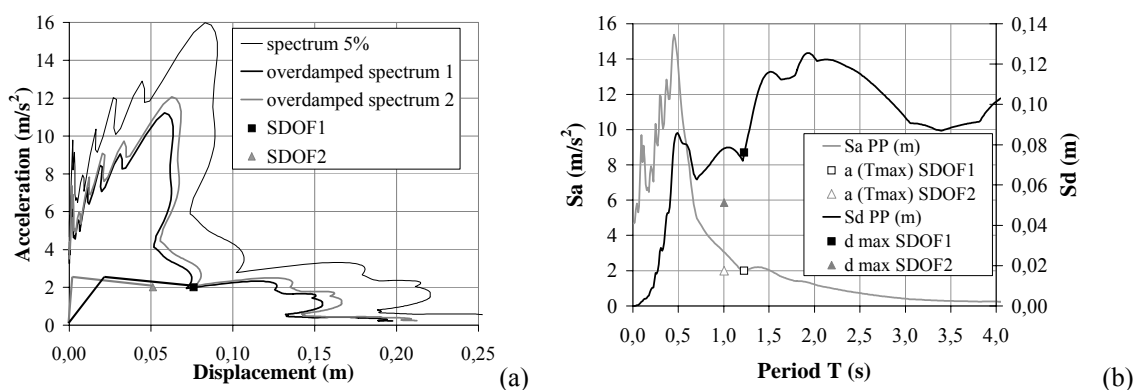 16
14
12
10
8
6
4
2
0
Acceleration (m/s²)
spectrum 5%
overdamped spectrum 1
overdamped spectrum 2
SDOF1
SDOF2
0,00 0,05 0,10 0,15 0,20 0,25
Displacement (m)
(a)
16
14
12
10
8
6
4
2
0
Sa (m/s²)
Sa PP (m)
a (Tmax) SDOF1
a (Tmax) SDOF2
Sd PP (m)
d max SDOF1
d max SDOF2
0,14
0,12
0,10
0,08
0,06
0,04
0,02
0,00
Sd (m)
0,0 0,5 1,0 1,5 2,0 2,5 3,0 3,5 4,0
Period T (s)
(b)